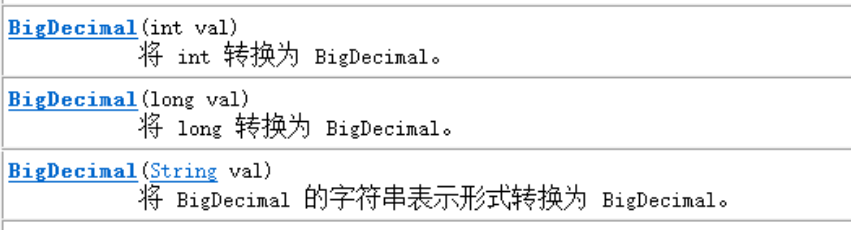 BigDecimal(int val)
将 int 转换为 BigDecimal。
BigDecimal(long val)
将 long 转换为 BigDecimal。
BigDecimal(String val)
将 BigDecimal 的字符串表示形式转换为 BigDecimal。